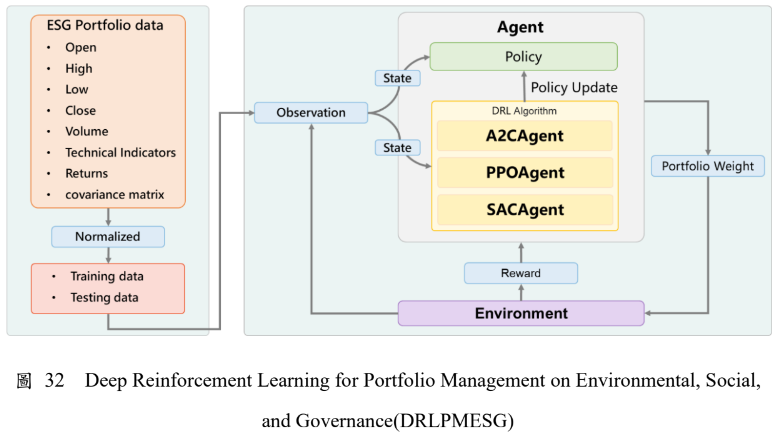 ESG Portfolio data
• Open
• High
• Low
• Close
• Volume
• Technical Indicators
• Returns
• covariance matrix
Normalized
• Training data
• Testing data
Observation
State
State
Agent
Policy
Policy Update
DRL Algorithm
A2CAgent
PPOAgent
SACAgent
Portfolio Weight
Reward
Environment
圖 32 Deep Reinforcement Learning for Portfolio Management on Environmental, Social,
and Governance(DRLPMESG)